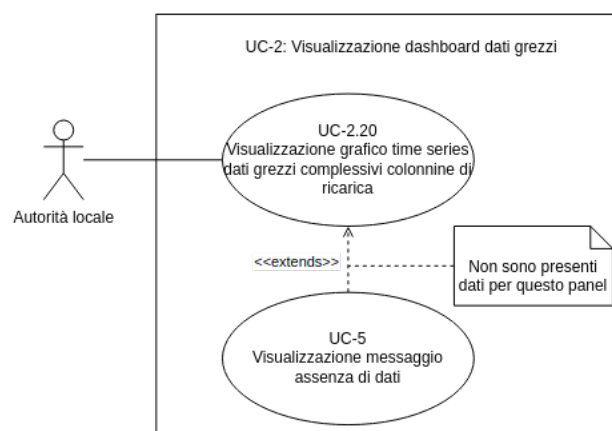 UC-2: Visualizzazione dashboard dati grezzi
UC-2.20
Visualizzazione grafico time series
dati grezzi complessivi colonnine di
ricarica
Autorità locale
<<extends>>
Non sono presenti
dati per questo panel
UC-5
Visualizzazione messaggio
assenza di dati